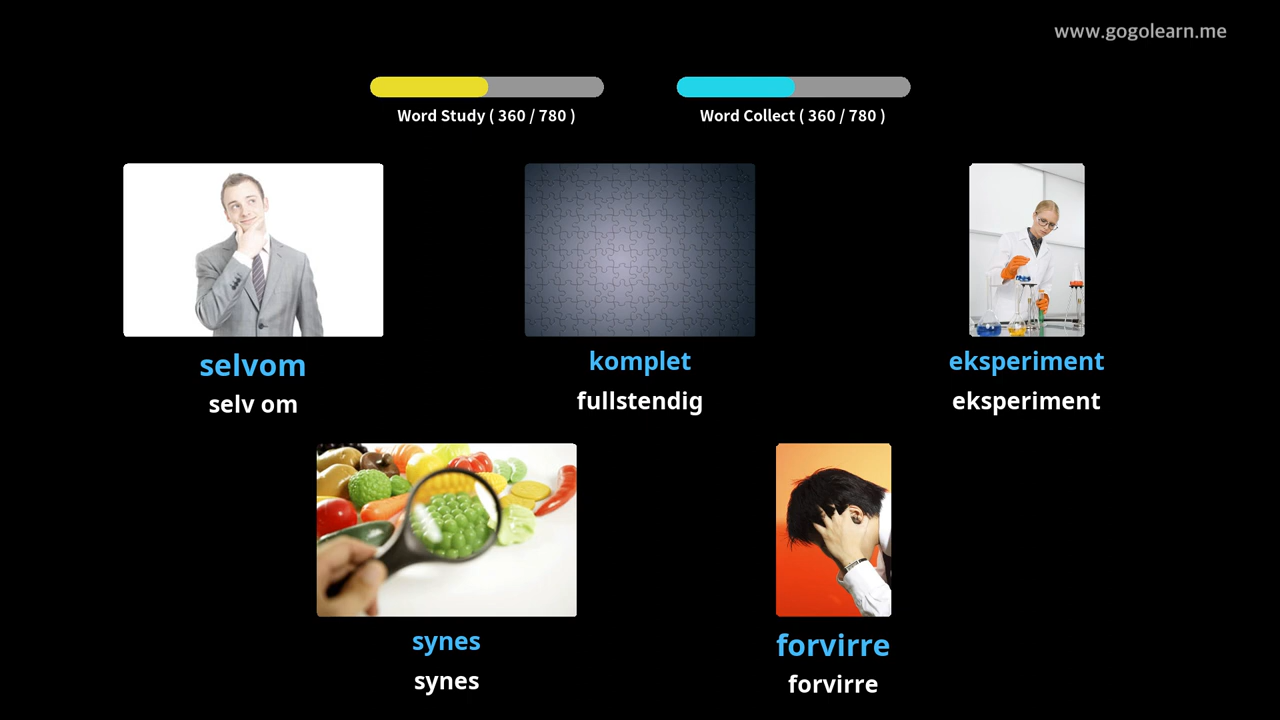 www.gogolearn.me
Word Study ( 360 / 780 )
Word Collect ( 360 / 780 )
selvom
selv om
komplet
fullstendig
eksperiment
eksperiment
synes
synes
forvirre
forvirre